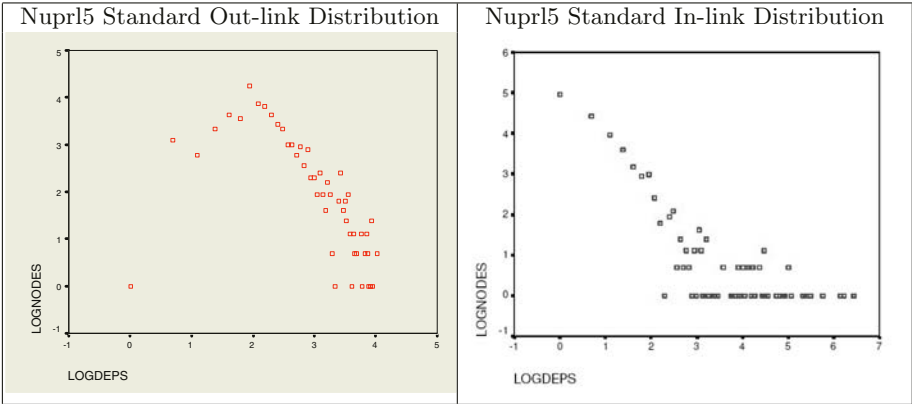 Nuprl5 Standard Out-link Distribution
5
4
3
2
1
0
-1
LOGNODES
-1 0 1 2 3 4 5
LOGDEPS
Nuprl5 Standard In-link Distribution
6
5
4
3
2
1
0
-1
LOGNODES
-1 0 1 2 3 4 5 6 7
LOGDEPS